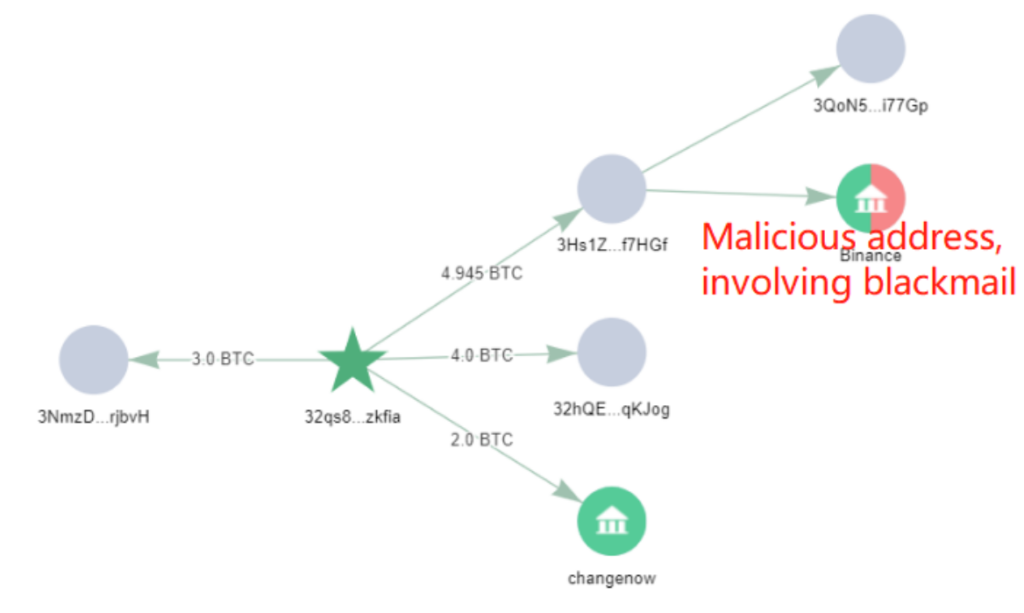 3QoN5...i77Gp
3Hs1Z...f7HGf
Malicious address,
Binance
involving blackmail
4.945 BTC
3.0 BTC
4.0 BTC
3NmzD...rjbvH
32qs8...zkfia
32hQE...qKJog
2.0 BTC
changenow